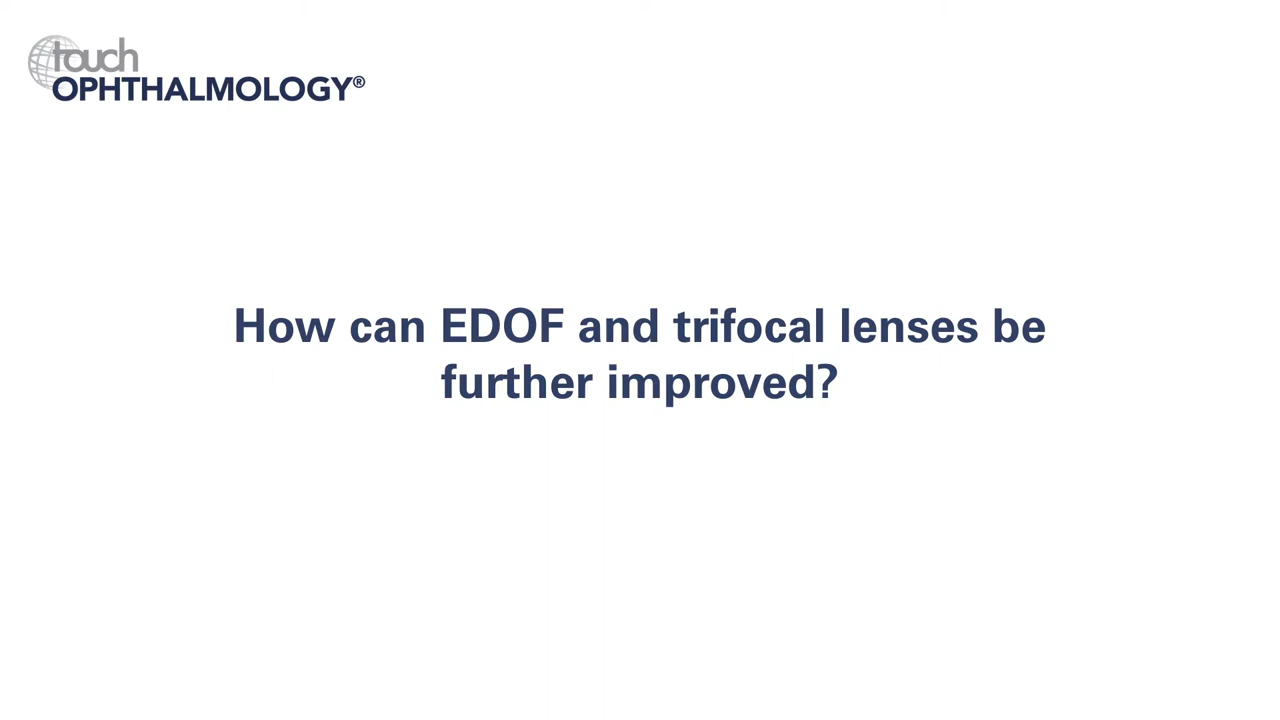 touch
OPHTHALMOLOGY®
How can EDOF and trifocal lenses be
further improved?